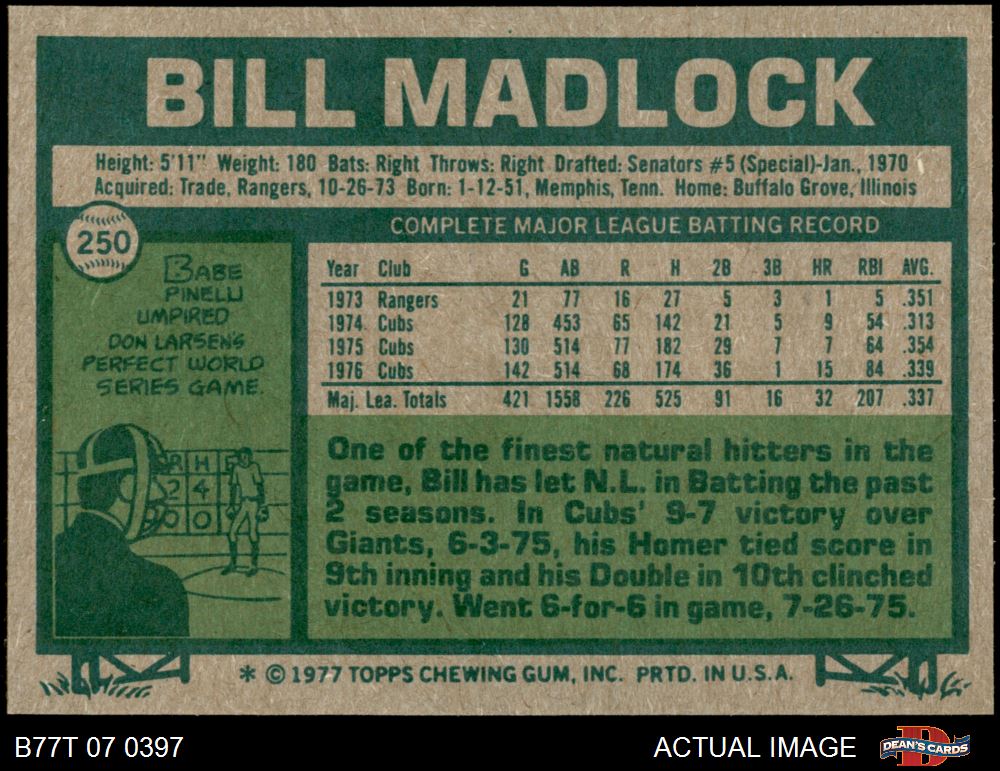 BILL MADLOCK
Height: 5'11" Weight: 180 Bats: Right Throws: Right Drafted: Senators #5 (Special)-Jan., 1970
Acquired: Trade, Rangers, 10-26-73 Born: 1-12-51, Memphis, Tenn. Home: Buffalo Grove, Illinois
250
BABE
PINELLI
UMPIRED
DON LARSEN'S
PERFECT WORLD
SERIES GAME.
R H
2 4
0 0
COMPLETE MAJOR LEAGUE BATTING RECORD
Year Club G AB R H 2B 3B HR RBI AVG.
1973 Rangers 21 77 16 27 5 3 1 5 .351
1974 Cubs 128 453 65 142 21 5 9 54 .313
1975 Cubs 130 514 77 182 29 7 7 64 .354
1976 Cubs 142 514 68 174 36 1 15 84 .339
Maj. Lea. Totals 421 1558 226 525 91 16 32 207 .337
One of the finest natural hitters in the
game, Bill has let N.L. in Batting the past
2 seasons. In Cubs' 9-7 victory over
Giants, 6-3-75, his Homer tied score in
9th inning and his Double in 10th clinched
victory. Went 6-for-6 in game, 7-26-75.
* © 1977 TOPPS CHEWING GUM, INC. PRTD. IN U.S.A.
B77T 07 0397
ACTUAL IMAGE
DEAN'S CARDS